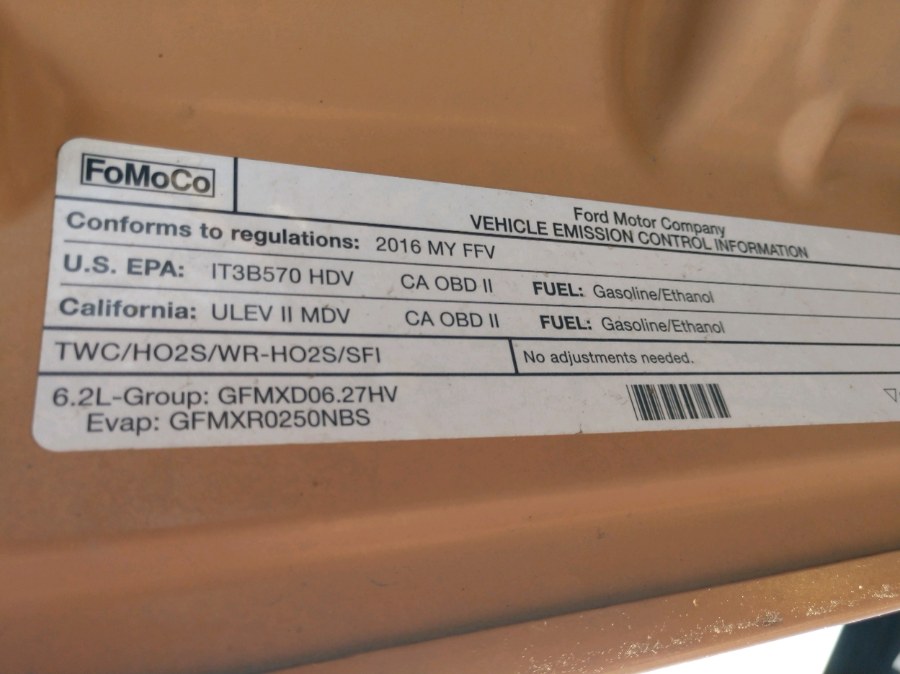 FoMoCo
Ford Motor Company
VEHICLE EMISSION CONTROL INFORMATION
Conforms to regulations: 2016 MY FFV
U.S. EPA: IT3B570 HDV CA OBD II FUEL: Gasoline/Ethanol
California: ULEV II MDV CA OBD II FUEL: Gasoline/Ethanol
TWC/HO2S/WR-HO2S/SFI No adjustments needed.
6.2L-Group: GFMXD06.27HV
Evap: GFMXR0250NBS